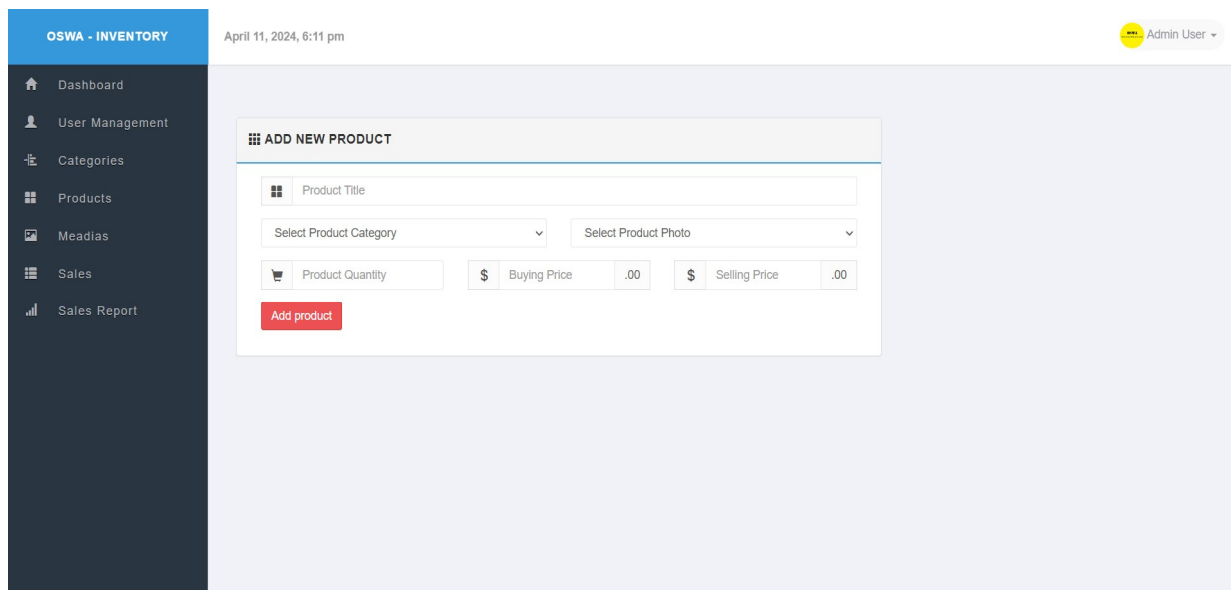 OSWA - INVENTORY
April 11, 2024, 6:11 pm
Admin User
Dashboard
User Management
Categories
Products
Meadias
Sales
Sales Report
ADD NEW PRODUCT
Product Title
Select Product Category
Select Product Photo
Product Quantity
$ Buying Price .00
$ Selling Price .00
Add product